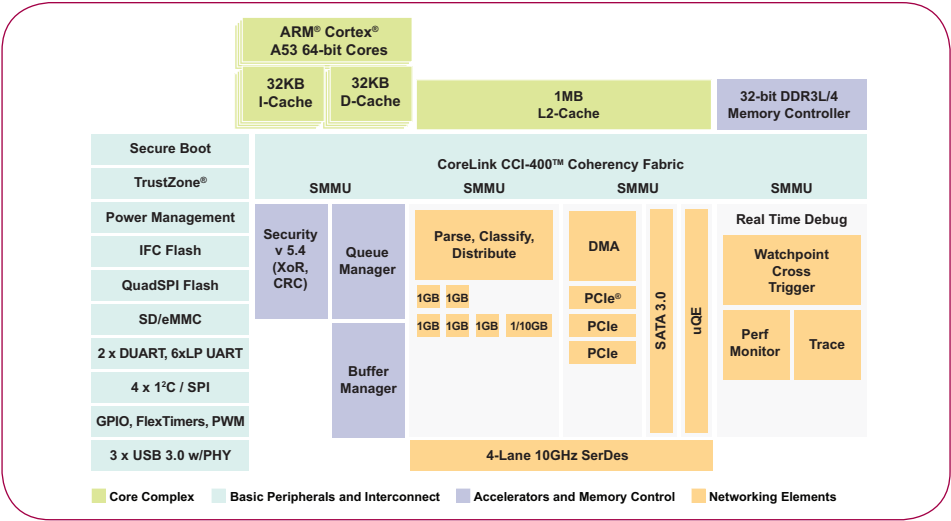 ARM® Cortex®
A53 64-bit Cores
32KB
I-Cache
32KB
D-Cache
1MB
L2-Cache
32-bit DDR3L/4
Memory Controller
Secure Boot
TrustZone®
Power Management
IFC Flash
QuadSPI Flash
SD/eMMC
2 x DUART, 6xLP UART
4 x 1²C / SPI
GPIO, FlexTimers, PWM
3 x USB 3.0 w/PHY
CoreLink CCI-400™ Coherency Fabric
SMMU SMMU SMMU SMMU
Security
v 5.4
(XoR,
CRC)
Queue
Manager
Buffer
Manager
Parse, Classify,
Distribute
1GB 1GB
1GB 1GB 1GB 1/10GB
DMA
PCIe®
PCIe
PCIe
SATA 3.0
uQE
Real Time Debug
Watchpoint
Cross
Trigger
Perf
Monitor
Trace
4-Lane 10GHz SerDes
Core Complex Basic Peripherals and Interconnect Accelerators and Memory Control Networking Elements